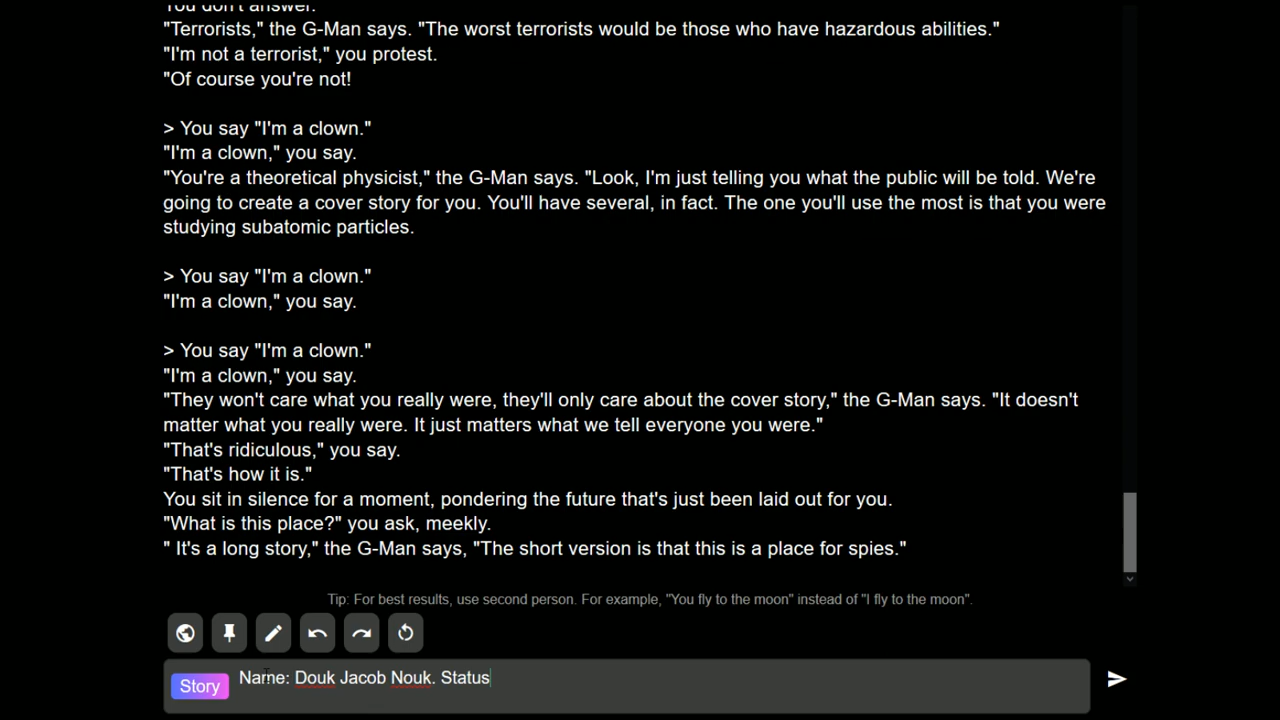 You don't answer.
"Terrorists," the G-Man says. "The worst terrorists would be those who have hazardous abilities."
"I'm not a terrorist," you protest.
"Of course you're not!
> You say "I'm a clown."
"I'm a clown," you say.
"You're a theoretical physicist," the G-Man says. "Look, I'm just telling you what the public will be told. We're
going to create a cover story for you. You'll have several, in fact. The one you'll use the most is that you were
studying subatomic particles.
> You say "I'm a clown."
"I'm a clown," you say.
> You say "I'm a clown."
"I'm a clown," you say.
"They won't care what you really were, they'll only care about the cover story," the G-Man says. "It doesn't
matter what you really were. It just matters what we tell everyone you were."
"That's ridiculous," you say.
"That's how it is."
You sit in silence for a moment, pondering the future that's just been laid out for you.
"What is this place?" you ask, meekly.
" It's a long story," the G-Man says, "The short version is that this is a place for spies."
Tip: For best results, use second person. For example, "You fly to the moon" instead of "I fly to the moon".
Story Name: Douk Jacob Nouk. Status